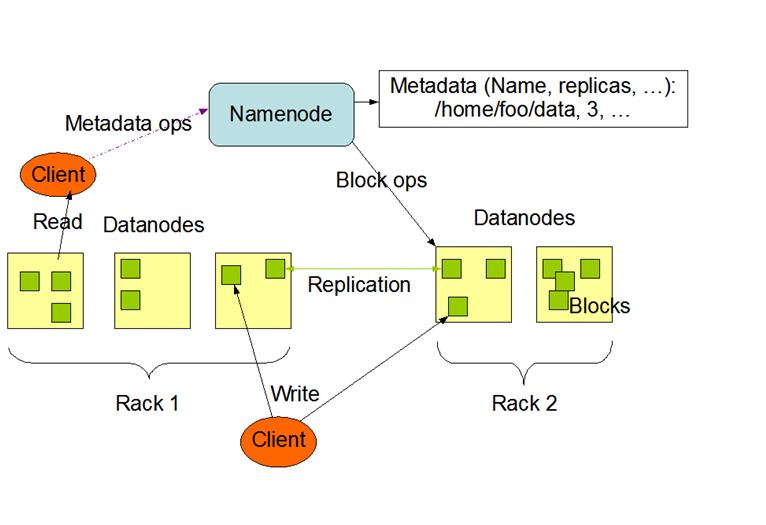 Metadata (Name, replicas, …):
/home/foo/data, 3, …
Namenode
Metadata ops
Client
Block ops
Read
Datanodes
Datanodes
Replication
Blocks
Rack 1
Write
Rack 2
Client